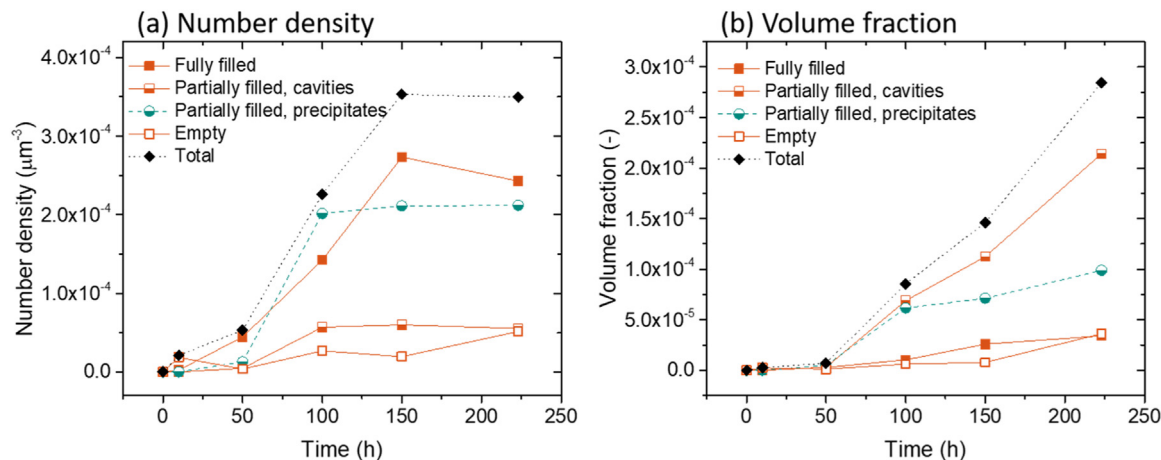 (a) Number density
Number density (μm⁻³)
4.0x10⁻⁴
3.0x10⁻⁴
2.0x10⁻⁴
1.0x10⁻⁴
0.0
Fully filled
Partially filled, cavities
Partially filled, precipitates
Empty
Total
0 50 100 150 200 250
Time (h)
(b) Volume fraction
Volume fraction (-)
3.0x10⁻⁴
2.5x10⁻⁴
2.0x10⁻⁴
1.5x10⁻⁴
1.0x10⁻⁴
5.0x10⁻⁵
0.0
Fully filled
Partially filled, cavities
Partially filled, precipitates
Empty
Total
0 50 100 150 200 250
Time (h)